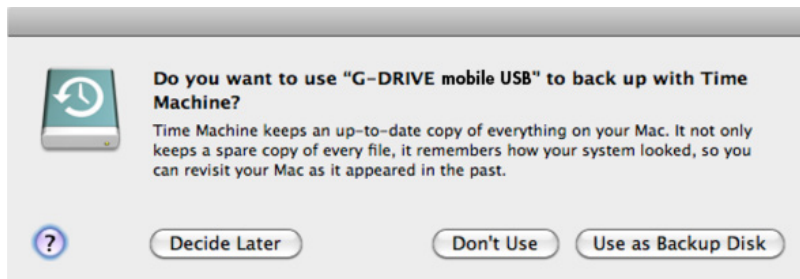 Do you want to use “G-DRIVE mobile USB" to back up with Time
Machine?
Time Machine keeps an up-to-date copy of everything on your Mac. It not only
keeps a spare copy of every file, it remembers how your system looked, so you
can revisit your Mac as it appeared in the past.
? Decide Later Don't Use Use as Backup Disk